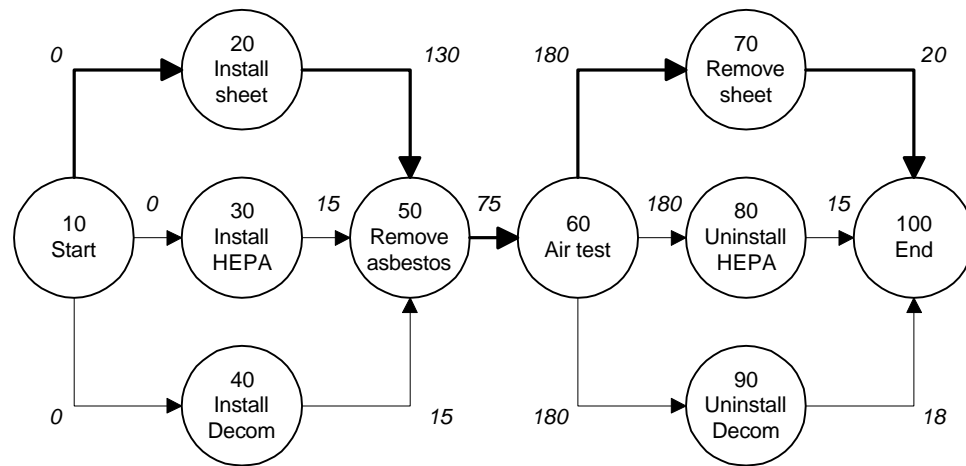 0
20
Install
sheet
130
180
70
Remove
sheet
20
10
Start
0
30
Install
HEPA
15
50
Remove
asbestos
75
60
Air test
180
80
Uninstall
HEPA
15
100
End
0
40
Install
Decom
15
180
90
Uninstall
Decom
18